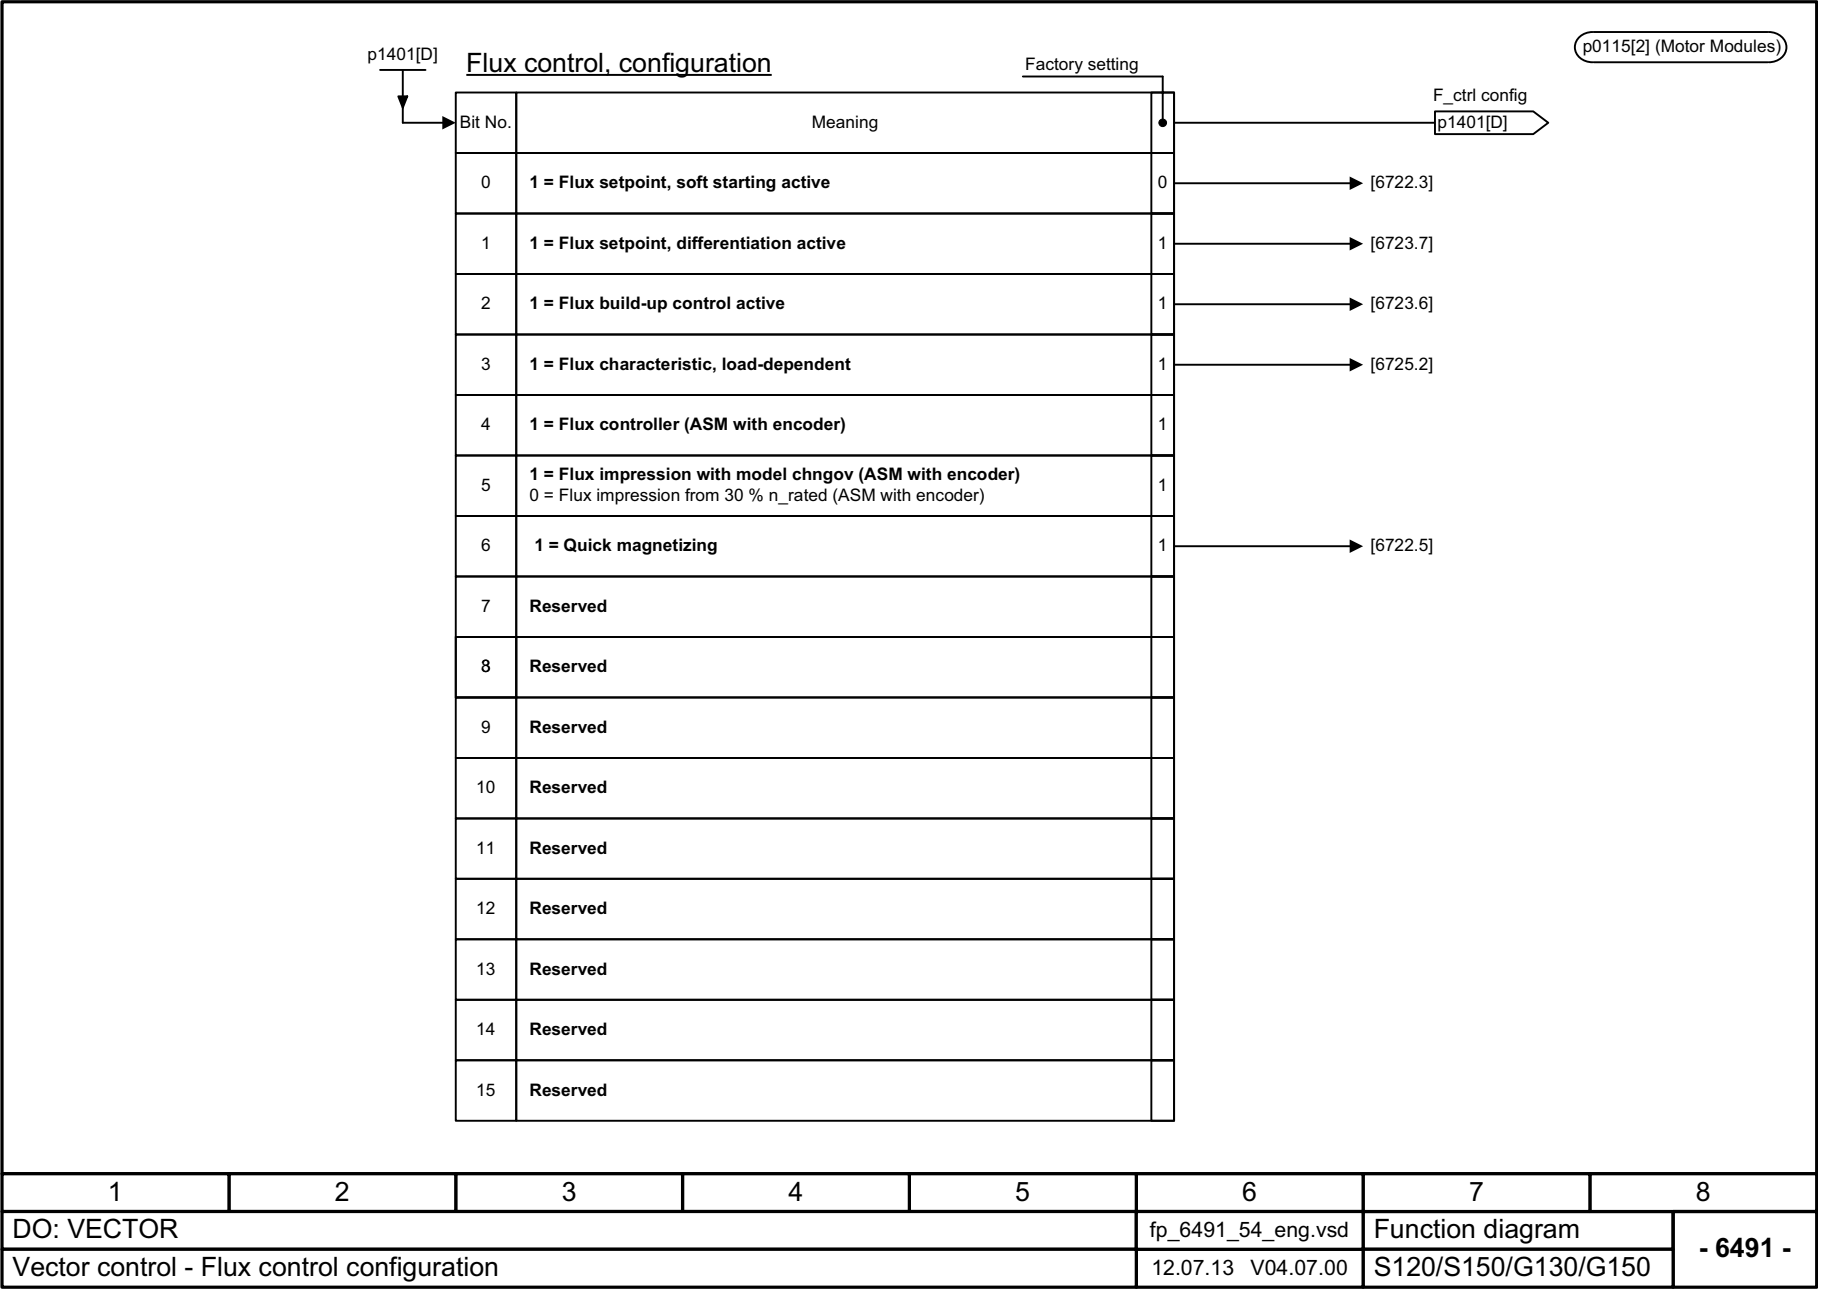 p0115[2] (Motor Modules)
p1401[D]
Flux control, configuration
Factory setting
F_ctrl config
p1401[D]
Bit No. Meaning
0 1 = Flux setpoint, soft starting active 0 [6722.3]
1 1 = Flux setpoint, differentiation active 1 [6723.7]
2 1 = Flux build-up control active 1 [6723.6]
3 1 = Flux characteristic, load-dependent 1 [6725.2]
4 1 = Flux controller (ASM with encoder) 1
5 1 = Flux impression with model chngov (ASM with encoder) 1
0 = Flux impression from 30 % n_rated (ASM with encoder)
6 1 = Quick magnetizing 1 [6722.5]
7 Reserved
8 Reserved
9 Reserved
10 Reserved
11 Reserved
12 Reserved
13 Reserved
14 Reserved
15 Reserved
1 2 3 4 5 6 7 8
DO: VECTOR fp_6491_54_eng.vsd Function diagram
- 6491 -
Vector control - Flux control configuration 12.07.13 V04.07.00 S120/S150/G130/G150